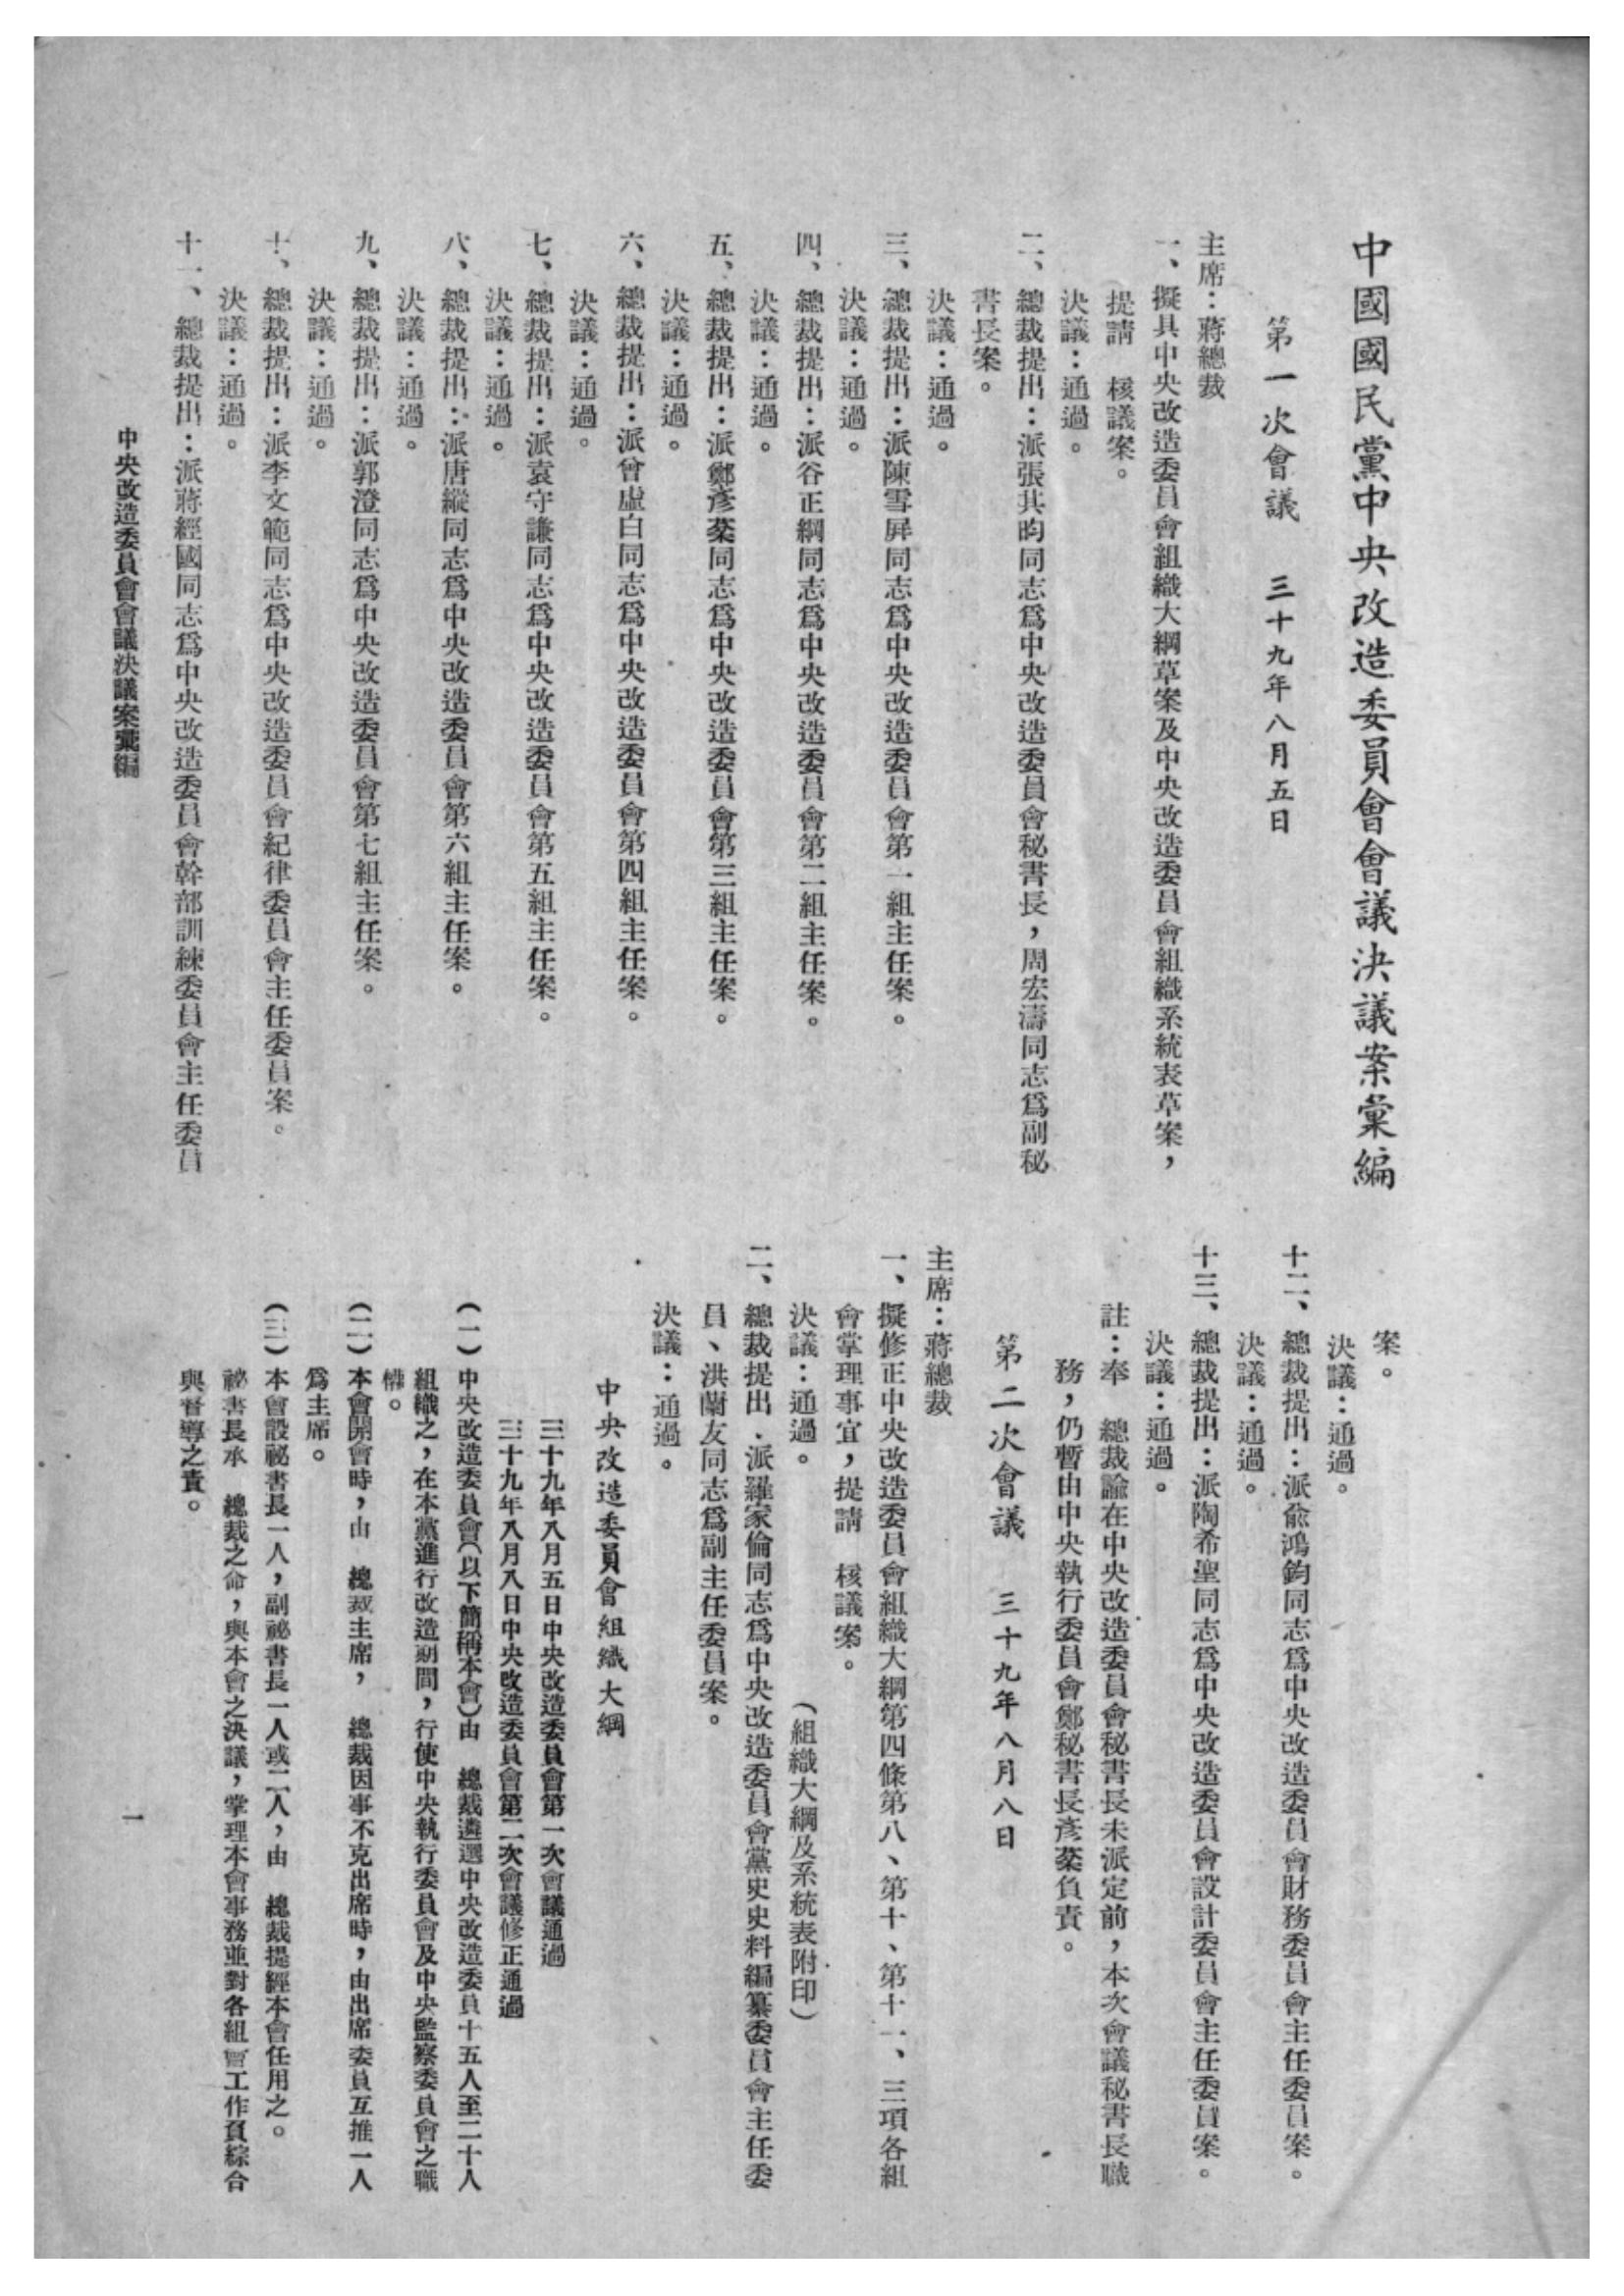 中國國民黨中央改造委員會會議決議案彙編
第一次會議　三十九年八月五日
主席：蔣總裁
一、擬具中央改造委員會組織大綱草案及中央改造委員會組織系統表草案，
提請　核議案。
決議：通過。
二、總裁提出：派張其昀同志爲中央改造委員會秘書長，周宏濤同志爲副秘
書長案。
決議：通過。
三、總裁提出：派陳雪屏同志爲中央改造委員會第一組主任案。
決議：通過。
四、總裁提出：派谷正綱同志爲中央改造委員會第二組主任案。
決議：通過。
五、總裁提出：派鄭彥棻同志爲中央改造委員會第三組主任案。
決議：通過。
六、總裁提出：派曾虛白同志爲中央改造委員會第四組主任案。
決議：通過。
七、總裁提出：派袁守謙同志爲中央改造委員會第五組主任案。
決議：通過。
八、總裁提出：派唐縱同志爲中央改造委員會第六組主任案。
決議：通過。
九、總裁提出：派郭澄同志爲中央改造委員會第七組主任案。
決議：通過。
十、總裁提出：派李文範同志爲中央改造委員會紀律委員會主任委員案。
決議：通過。
十一、總裁提出：派蔣經國同志爲中央改造委員會幹部訓練委員會主任委員
案。
決議：通過。
十二、總裁提出：派兪鴻鈞同志爲中央改造委員會財務委員會主任委員案。
決議：通過。
十三、總裁提出：派陶希聖同志爲中央改造委員會設計委員會主任委員案。
決議：通過。
註：奉　總裁諭在中央改造委員會秘書長未派定前，本次會議秘書長職
務，仍暫由中央執行委員會鄭秘書長彥棻負責。
第二次會議　三十九年八月八日
主席：蔣總裁
一、擬修正中央改造委員會組織大綱第四條第八、第十、第十一、三項各組
會掌理事宜，提請　核議案。
決議：通過。　（組織大綱及系統表附印）
二、總裁提出．派羅家倫同志爲中央改造委員會黨史史料編纂委員會主任委
員、洪蘭友同志爲副主任委員案。
決議：通過。
中央改造委員會組織大綱
三十九年八月五日中央改造委員會第一次會議通過
三十九年八月八日中央改造委員會第二次會議修正通過
（一）中央改造委員會（以下簡稱本會）由　總裁遴選中央改造委員十五人至二十人
組織之，在本黨進行改造期間，行使中央執行委員會及中央監察委員會之職
權。
（二）本會開會時，由　總裁主席，　總裁因事不克出席時，由出席委員互推一人
爲主席。
（三）本會設祕書長一人，副祕書長一人或二人，由　總裁提經本會任用之。
祕書長承　總裁之命，與本會之決議，掌理本會事務並對各組會工作負綜合
與督導之責。
中央改造委員會會議決議案彙編
一